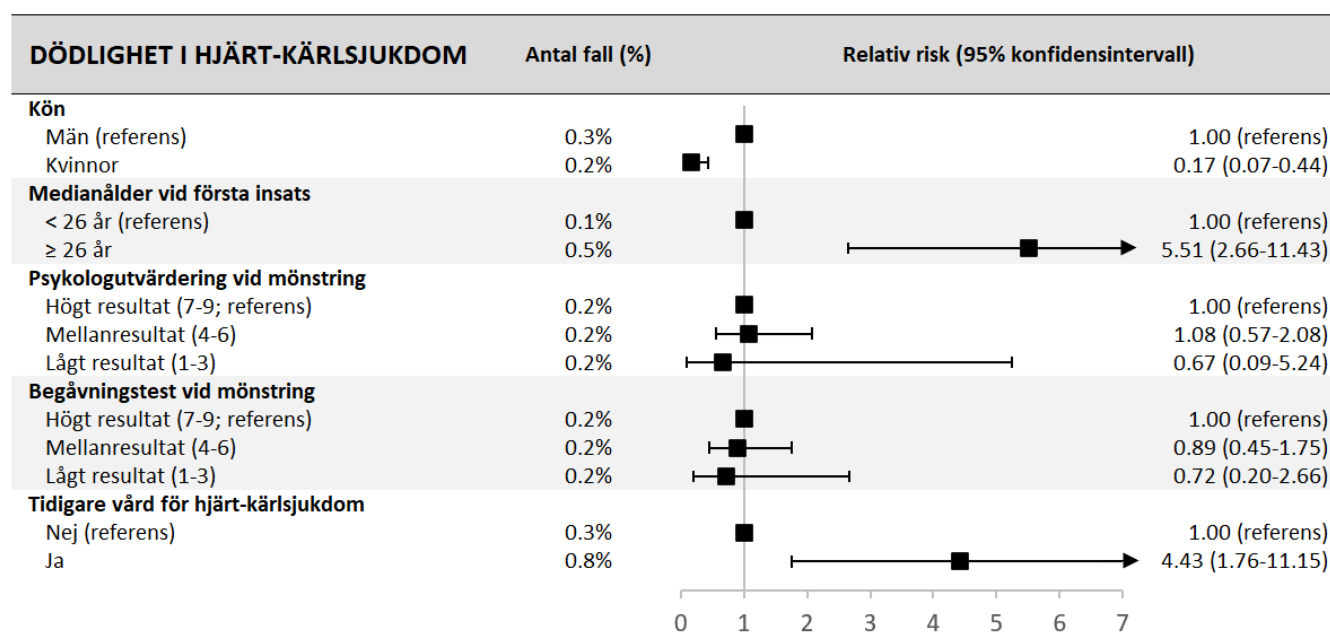 DÖDLIGHET I HJÄRT-KÄRLSJUKDOM Antal fall (%) Relativ risk (95% konfidensintervall)
Kön
Män (referens) 0.3% 1.00 (referens)
Kvinnor 0.2% 0.17 (0.07-0.44)
Medianålder vid första insats
< 26 år (referens) 0.1% 1.00 (referens)
≥ 26 år 0.5% 5.51 (2.66-11.43)
Psykologutvärdering vid mönstring
Högt resultat (7-9; referens) 0.2% 1.00 (referens)
Mellanresultat (4-6) 0.2% 1.08 (0.57-2.08)
Lågt resultat (1-3) 0.2% 0.67 (0.09-5.24)
Begåvningstest vid mönstring
Högt resultat (7-9; referens) 0.2% 1.00 (referens)
Mellanresultat (4-6) 0.2% 0.89 (0.45-1.75)
Lågt resultat (1-3) 0.2% 0.72 (0.20-2.66)
Tidigare vård för hjärt-kärlsjukdom
Nej (referens) 0.3% 1.00 (referens)
Ja 0.8% 4.43 (1.76-11.15)
0 1 2 3 4 5 6 7